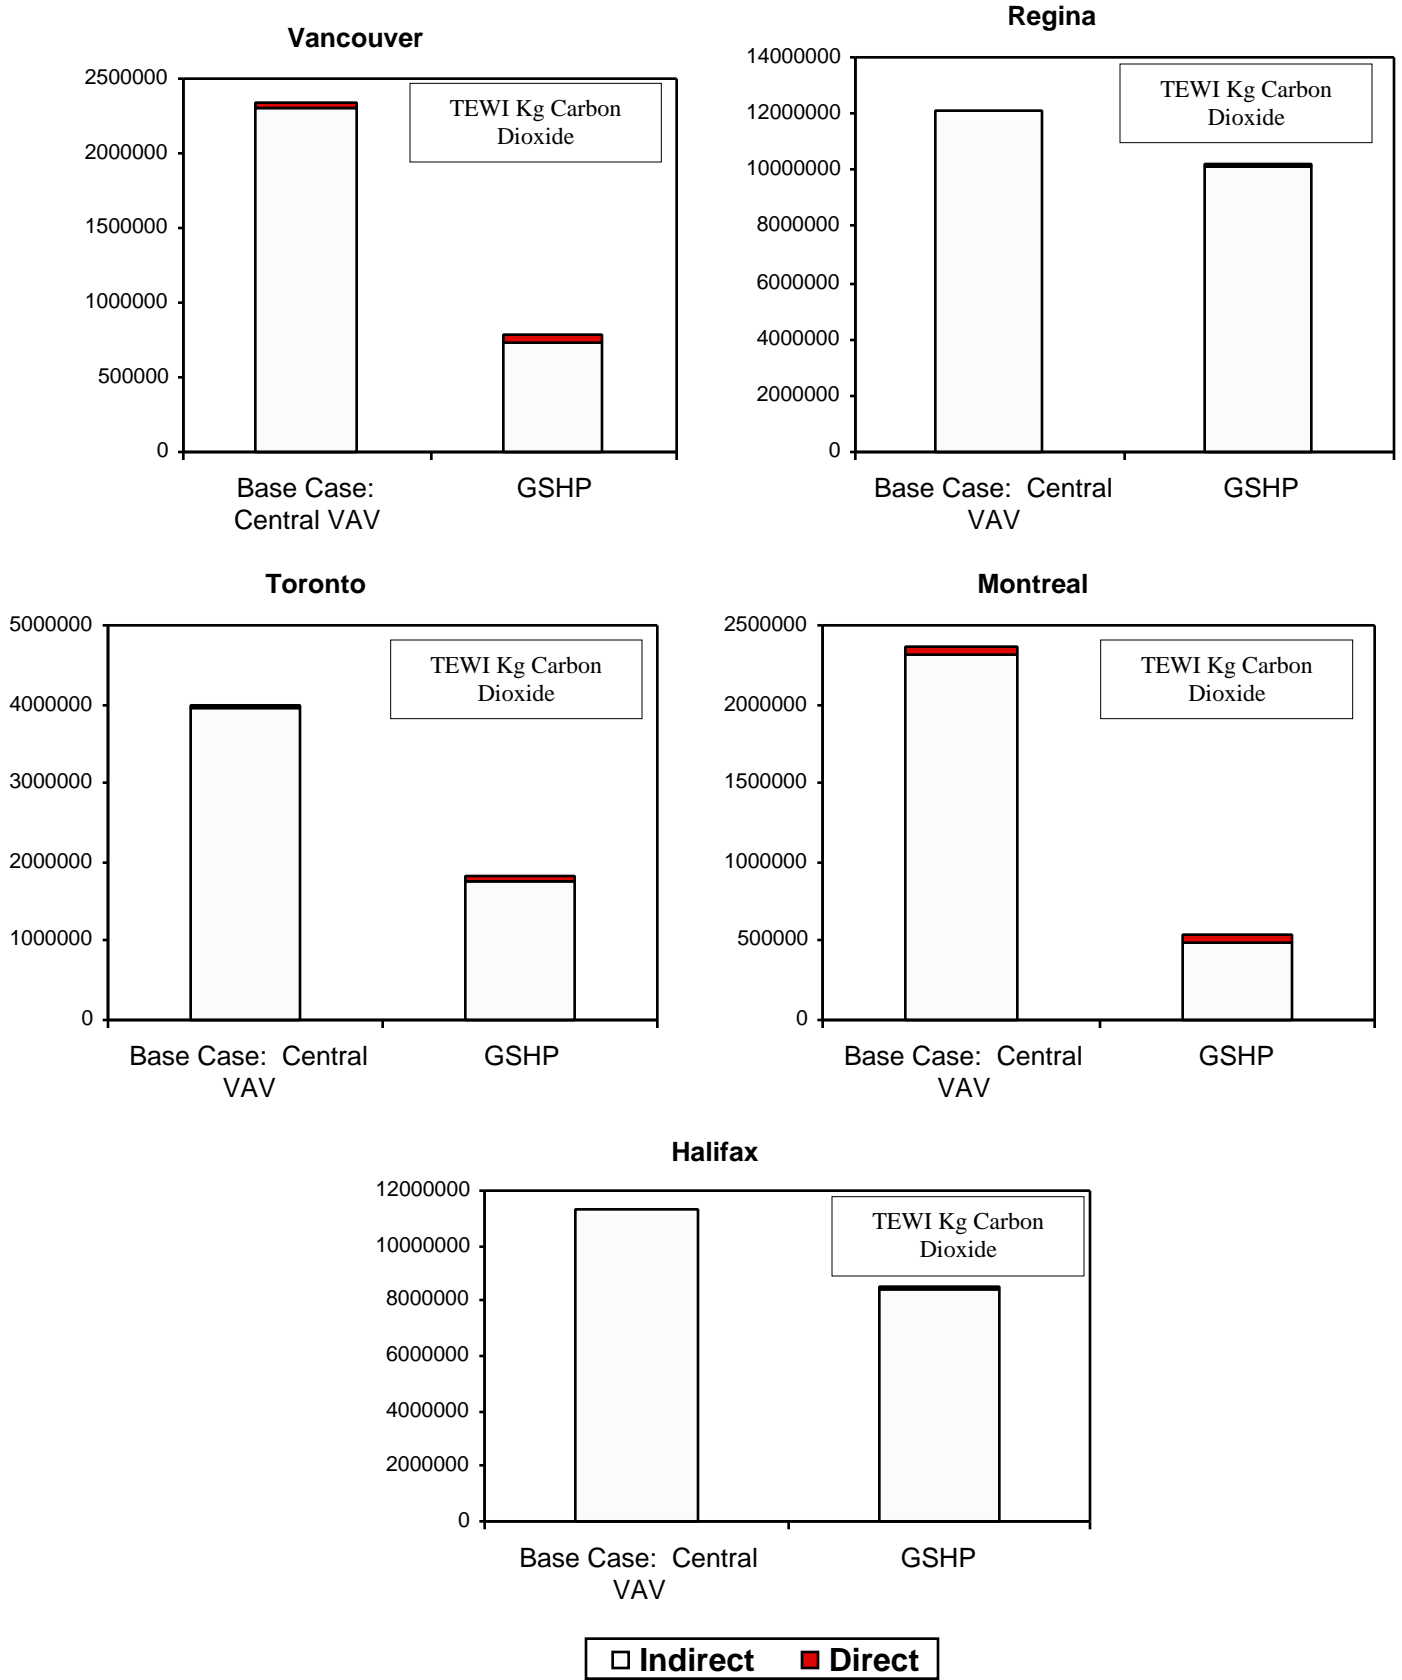 Vancouver
2500000
2000000
1500000
1000000
500000
0
TEWI Kg Carbon
Dioxide
Base Case:
Central VAV
GSHP
Regina
14000000
12000000
10000000
8000000
6000000
4000000
2000000
0
TEWI Kg Carbon
Dioxide
Base Case: Central
VAV
GSHP
Toronto
5000000
4000000
3000000
2000000
1000000
0
TEWI Kg Carbon
Dioxide
Base Case: Central
VAV
GSHP
Montreal
2500000
2000000
1500000
1000000
500000
0
TEWI Kg Carbon
Dioxide
Base Case: Central
VAV
GSHP
Halifax
12000000
10000000
8000000
6000000
4000000
2000000
0
TEWI Kg Carbon
Dioxide
Base Case: Central
VAV
GSHP
Indirect Direct